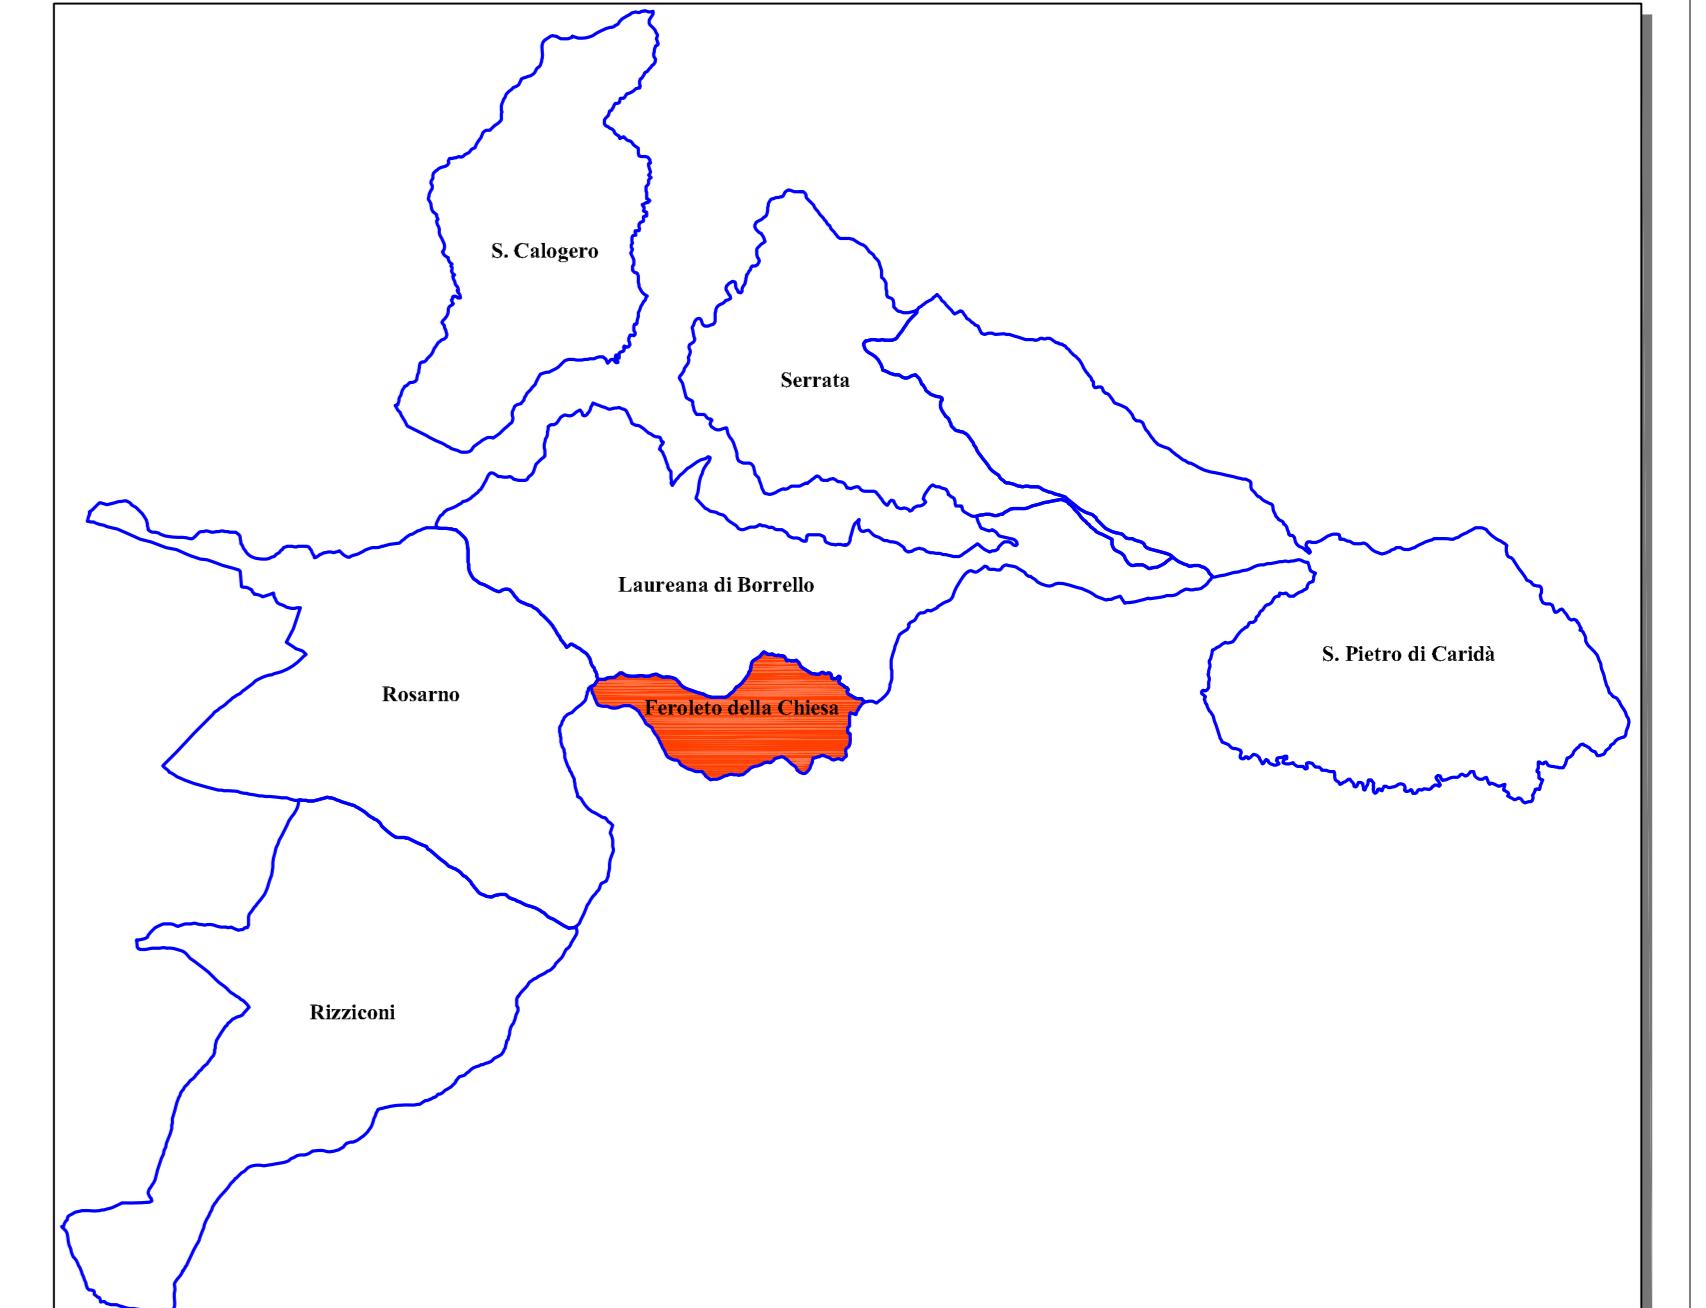 S. Calogero
Serrata
Laureana di Borrello
S. Pietro di Caridà
Rosarno
Feroleto della Chiesa
Rizziconi